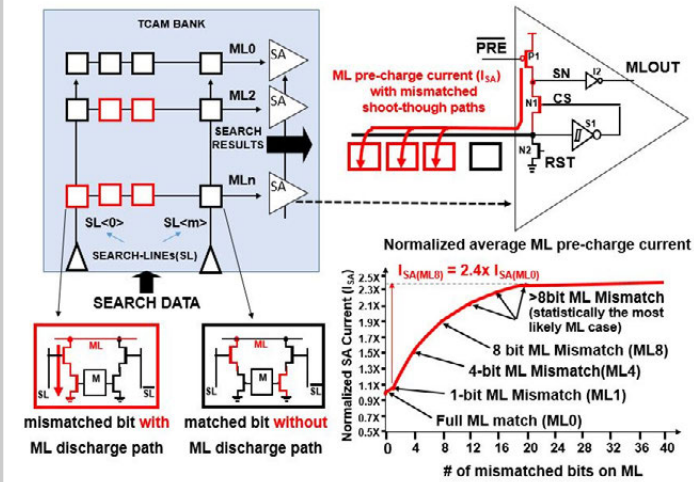 TCAM BANK
ML0
SA
ML2
SA
SEARCH
RESULTS
MLn
SA
SL<0>
SL<m>
SEARCH-LINEs(SL)
SEARCH DATA
ML
SL
M
SL
mismatched bit with
ML discharge path
ML
SL
M
SL
matched bit without
ML discharge path
PRE
P1
ML pre-charge current (ISA)
with mismatched
shoot-though paths
SN
I2
MLOUT
N1
CS
S1
N2
RST
Normalized average ML pre-charge current
Normalized SA Current (ISA)
2.5X
2.3X
2.1X
1.9X
1.7X
1.5X
1.3X
1.1X
0.9X
0.7X
0.5X
ISA(ML8) = 2.4x ISA(ML0)
>8bit ML Mismatch
(statistically the most
likely ML case)
8 bit ML Mismatch (ML8)
4-bit ML Mismatch(ML4)
1-bit ML Mismatch (ML1)
Full ML match (ML0)
0 4 8 12 16 20 24 28 32 36 40
# of mismatched bits on ML